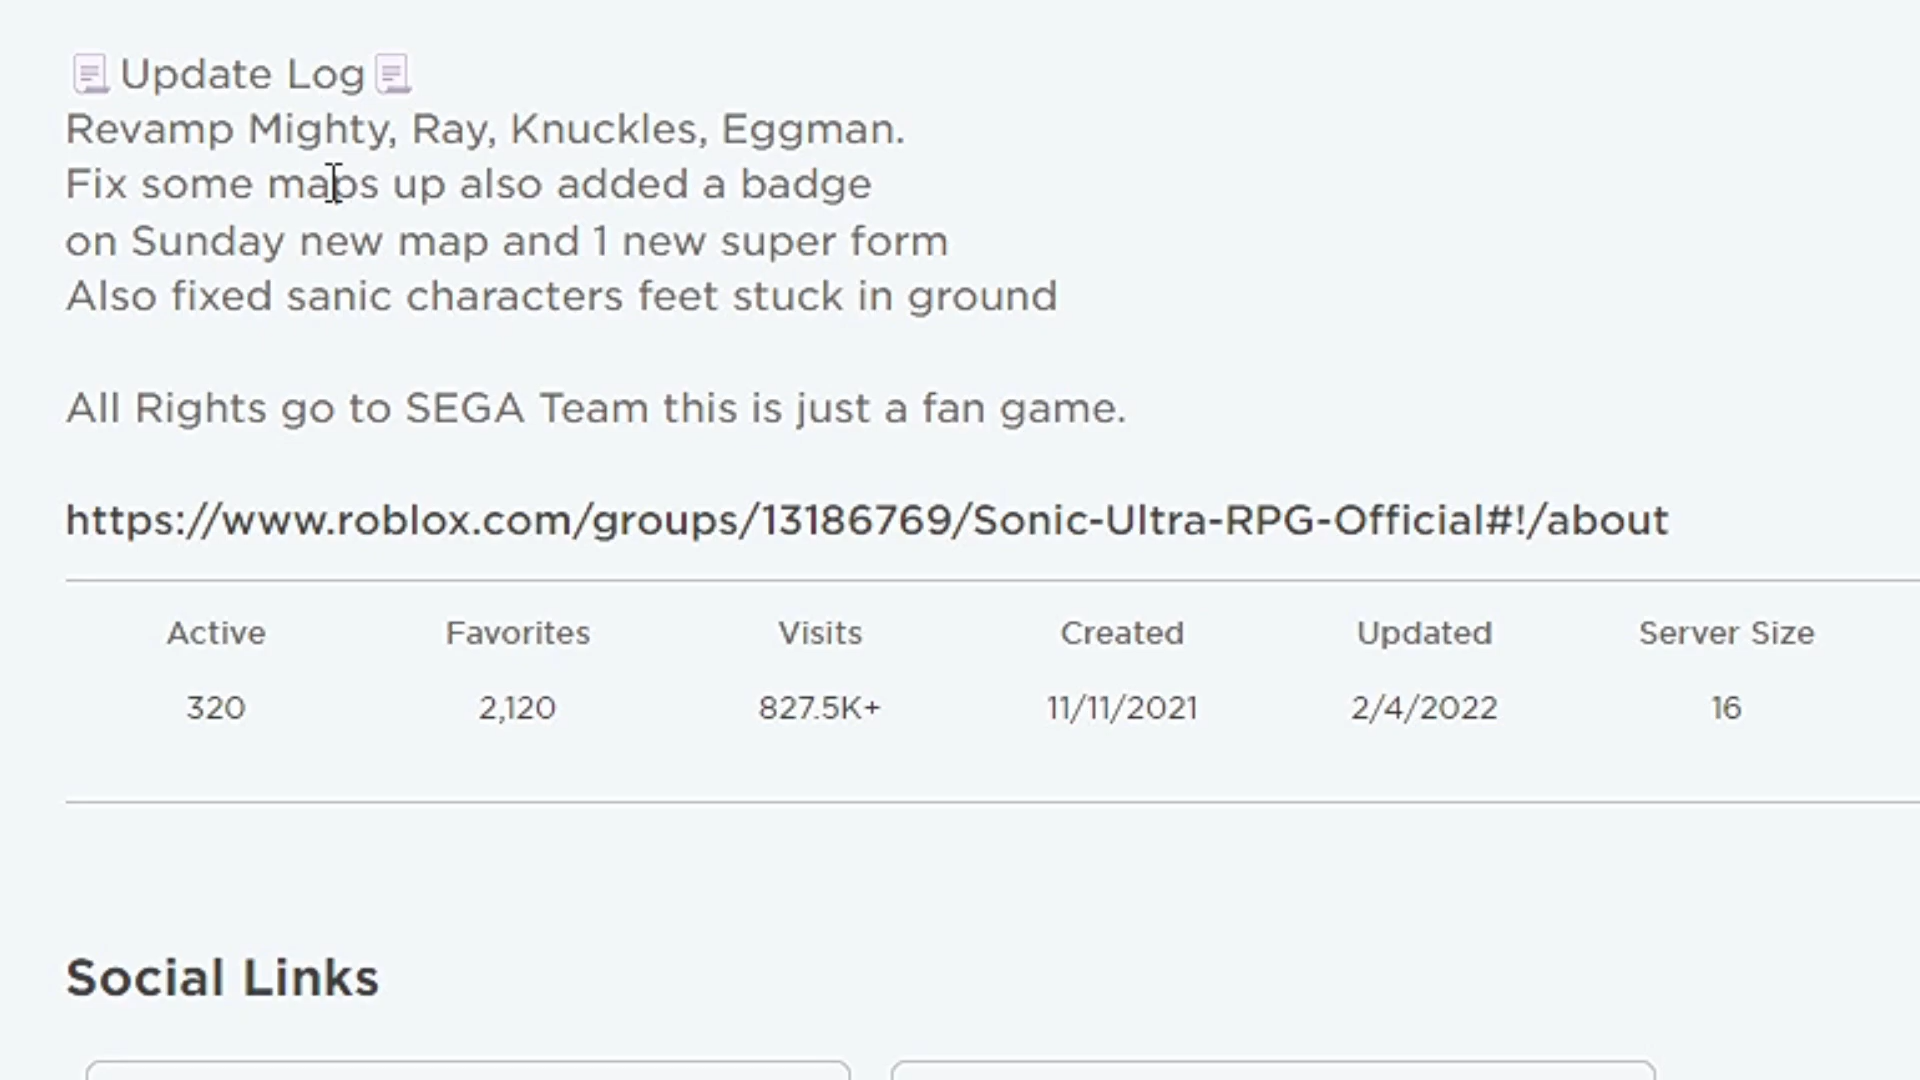 📃Update Log📃
Revamp Mighty, Ray, Knuckles, Eggman.
Fix some maps up also added a badge
on Sunday new map and 1 new super form
Also fixed sanic characters feet stuck in ground
All Rights go to SEGA Team this is just a fan game.
https://www.roblox.com/groups/13186769/Sonic-Ultra-RPG-Official#!/about
Active Favorites Visits Created Updated Server Size
320 2,120 827.5K+ 11/11/2021 2/4/2022 16
Social Links